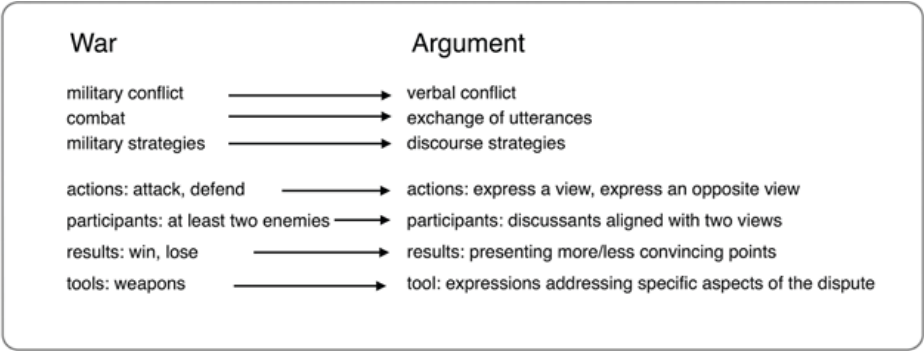 War Argument
military conflict verbal conflict
combat exchange of utterances
military strategies discourse strategies
actions: attack, defend actions: express a view, express an opposite view
participants: at least two enemies participants: discussants aligned with two views
results: win, lose results: presenting more/less convincing points
tools: weapons tool: expressions addressing specific aspects of the dispute